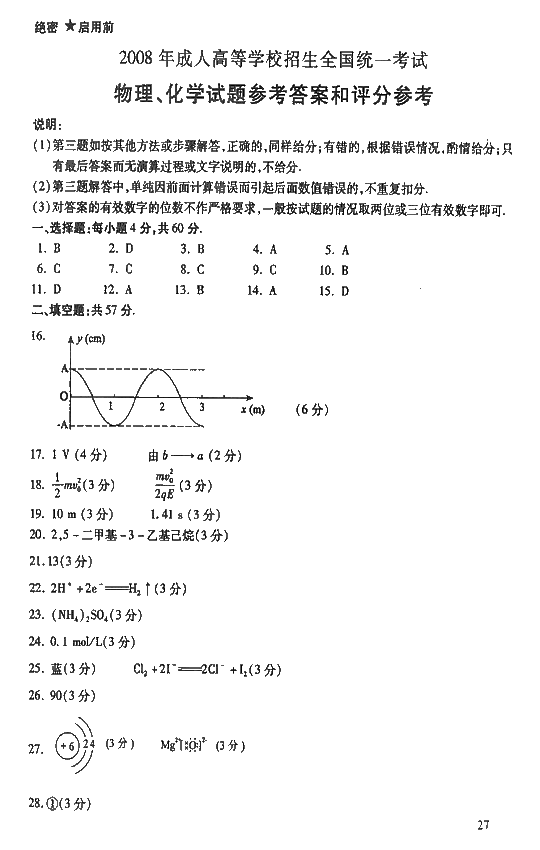 绝密 ★ 启用前
2008 年成人高等学校招生全国统一考试
物理、化学试题参考答案和评分参考
说明:
(1)第三题如按其他方法或步骤解答,正确的,同样给分;有错的,根据错误情况,酌情给分;只
有最后答案而无演算过程或文字说明的,不给分.
(2)第三题解答中,单纯因前面计算错误而引起后面数值错误的,不重复扣分.
(3)对答案的有效数字的位数不作严格要求,一般按试题的情况取两位或三位有效数字即可.
一、选择题:每小题 4 分,共 60 分.
1. B 2. D 3. B 4. A 5. A
6. C 7. C 8. C 9. C 10. B
11. D 12. A 13. B 14. A 15. D
二、填空题:共 57 分.
16. y (cm)
A
O 1 2 3 x (m) (6 分)
-A
17. 1 V (4 分) 由 b ⟶ a (2 分)
18. ½mv₀² (3 分) mv₀²/2qE (3 分)
19. 10 m (3 分) 1.41 s (3 分)
20. 2,5 - 二甲基 - 3 - 乙基己烷(3 分)
21. 13(3 分)
22. 2H⁺ + 2e⁻ ══ H₂ ↑ (3 分)
23. (NH₄)₂SO₄(3 分)
24. 0.1 mol/L(3 分)
25. 蓝(3 分) Cl₂ + 2I⁻ ══ 2Cl⁻ + I₂(3 分)
26. 90(3 分)
27. +6 2 4 (3 分) Mg²⁺[:O:]²⁻ (3 分)
28. ①(3 分)
27